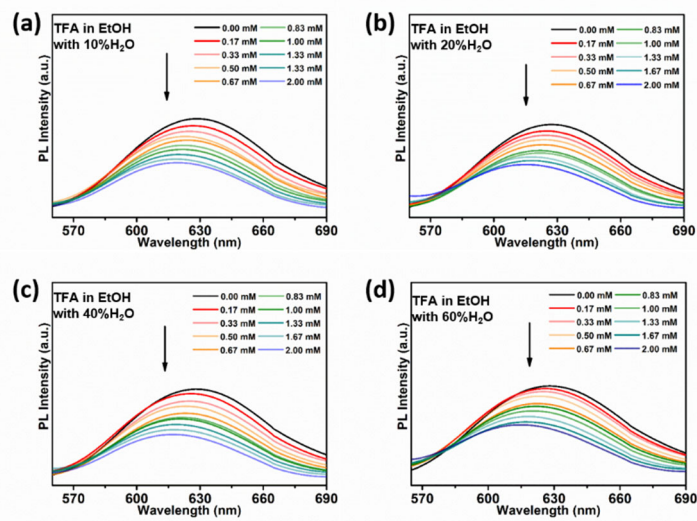 (a)
TFA in EtOH
with 10%H₂O
0.00 mM 0.83 mM
0.17 mM 1.00 mM
0.33 mM 1.33 mM
0.50 mM 1.33 mM
0.67 mM 2.00 mM
PL Intensity (a.u.)
570 600 630 660 690
Wavelength (nm)
(b)
TFA in EtOH
with 20%H₂O
0.00 mM 0.83 mM
0.17 mM 1.00 mM
0.33 mM 1.33 mM
0.50 mM 1.67 mM
0.67 mM 2.00 mM
PL Intensity (a.u.)
570 600 630 660 690
Wavelength (nm)
(c)
TFA in EtOH
with 40%H₂O
0.00 mM 0.83 mM
0.17 mM 1.00 mM
0.33 mM 1.33 mM
0.50 mM 1.67 mM
0.67 mM 2.00 mM
PL Intensity (a.u.)
570 600 630 660 690
Wavelength (nm)
(d)
TFA in EtOH
with 60%H₂O
0.00 mM 0.83 mM
0.17 mM 1.00 mM
0.33 mM 1.33 mM
0.50 mM 1.67 mM
0.67 mM 2.00 mM
PL Intensity (a.u.)
570 600 630 660 690
Wavelength (nm)